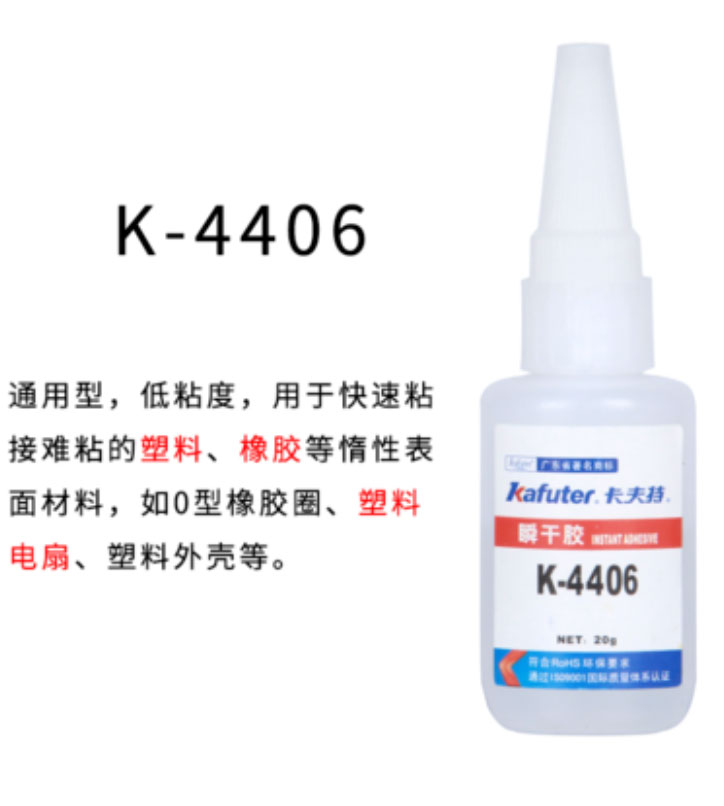 K-4406
通用型，低粘度，用于快速粘
接难粘的塑料、橡胶等惰性表
面材料，如O型橡胶圈、塑料
电扇、塑料外壳等。
Kafuter 广东省著名商标
Kafuter. 卡夫特.
瞬干胶 INSTANT ADHESIVE
K-4406
NET: 20g
符合RoHS环保要求
通过ISO9001国际质量体系认证